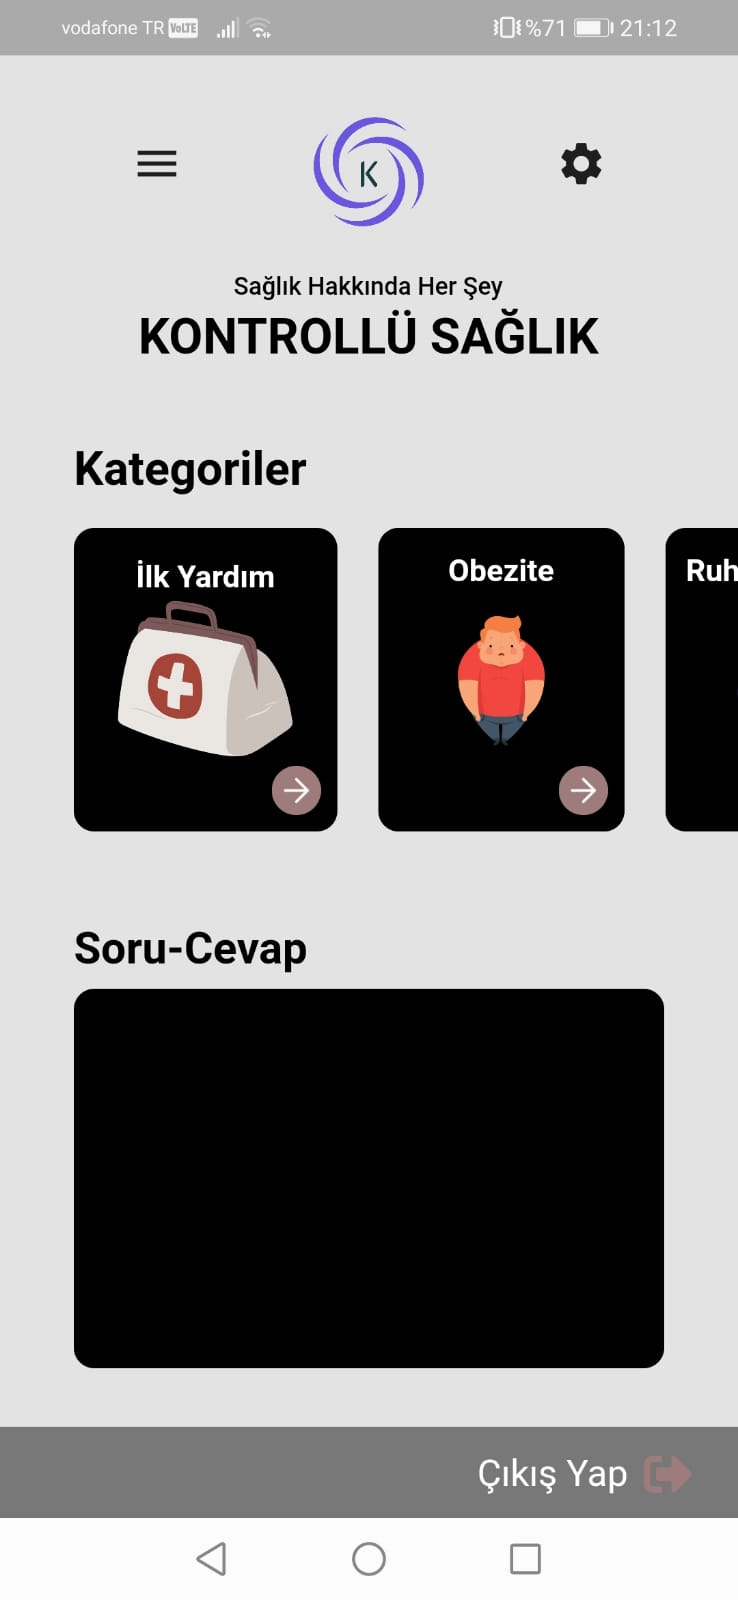 vodafone TR VoLTE %71 21:12
K
Sağlık Hakkında Her Şey
KONTROLLÜ SAĞLIK
Kategoriler
İlk Yardım
Obezite
Ruh
Soru-Cevap
Çıkış Yap